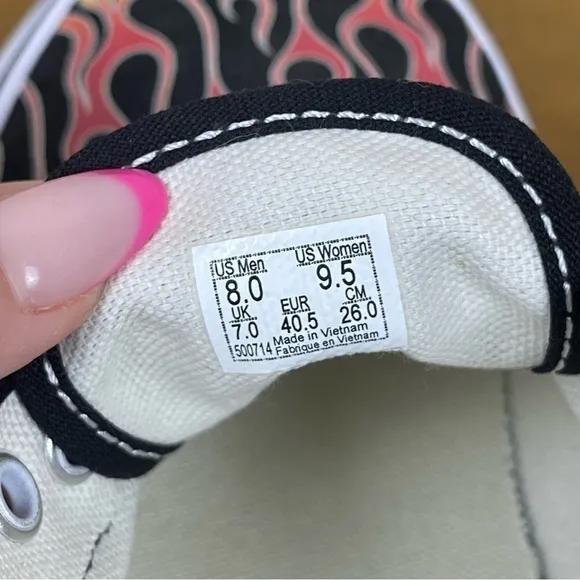 US Men US Women
8.0 9.5
UK EUR CM
7.0 40.5 26.0
500714 Made in Vietnam
Fabrique en Vietnam